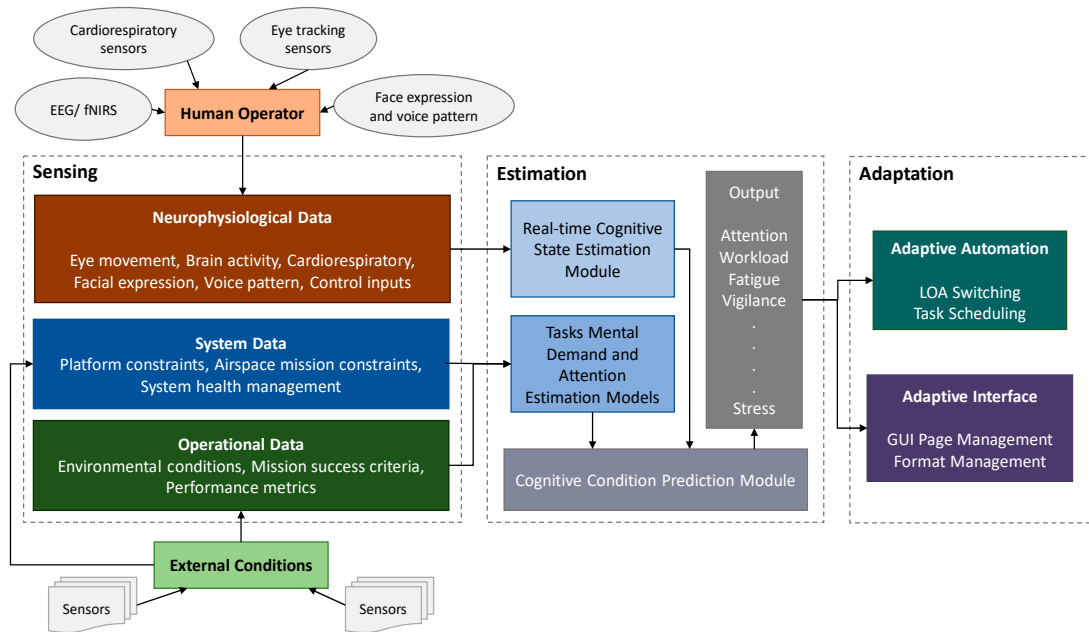 Cardiorespiratory
sensors
Eye tracking
sensors
EEG/ fNIRS
Human Operator
Face expression
and voice pattern
Sensing
Neurophysiological Data
Eye movement, Brain activity, Cardiorespiratory,
Facial expression, Voice pattern, Control inputs
System Data
Platform constraints, Airspace mission constraints,
System health management
Operational Data
Environmental conditions, Mission success criteria,
Performance metrics
External Conditions
Sensors
Sensors
Estimation
Real-time Cognitive
State Estimation
Module
Tasks Mental
Demand and
Attention
Estimation Models
Cognitive Condition Prediction Module
Output
Attention
Workload
Fatigue
Vigilance
.
.
.
.
Stress
Adaptation
Adaptive Automation
LOA Switching
Task Scheduling
Adaptive Interface
GUI Page Management
Format Management